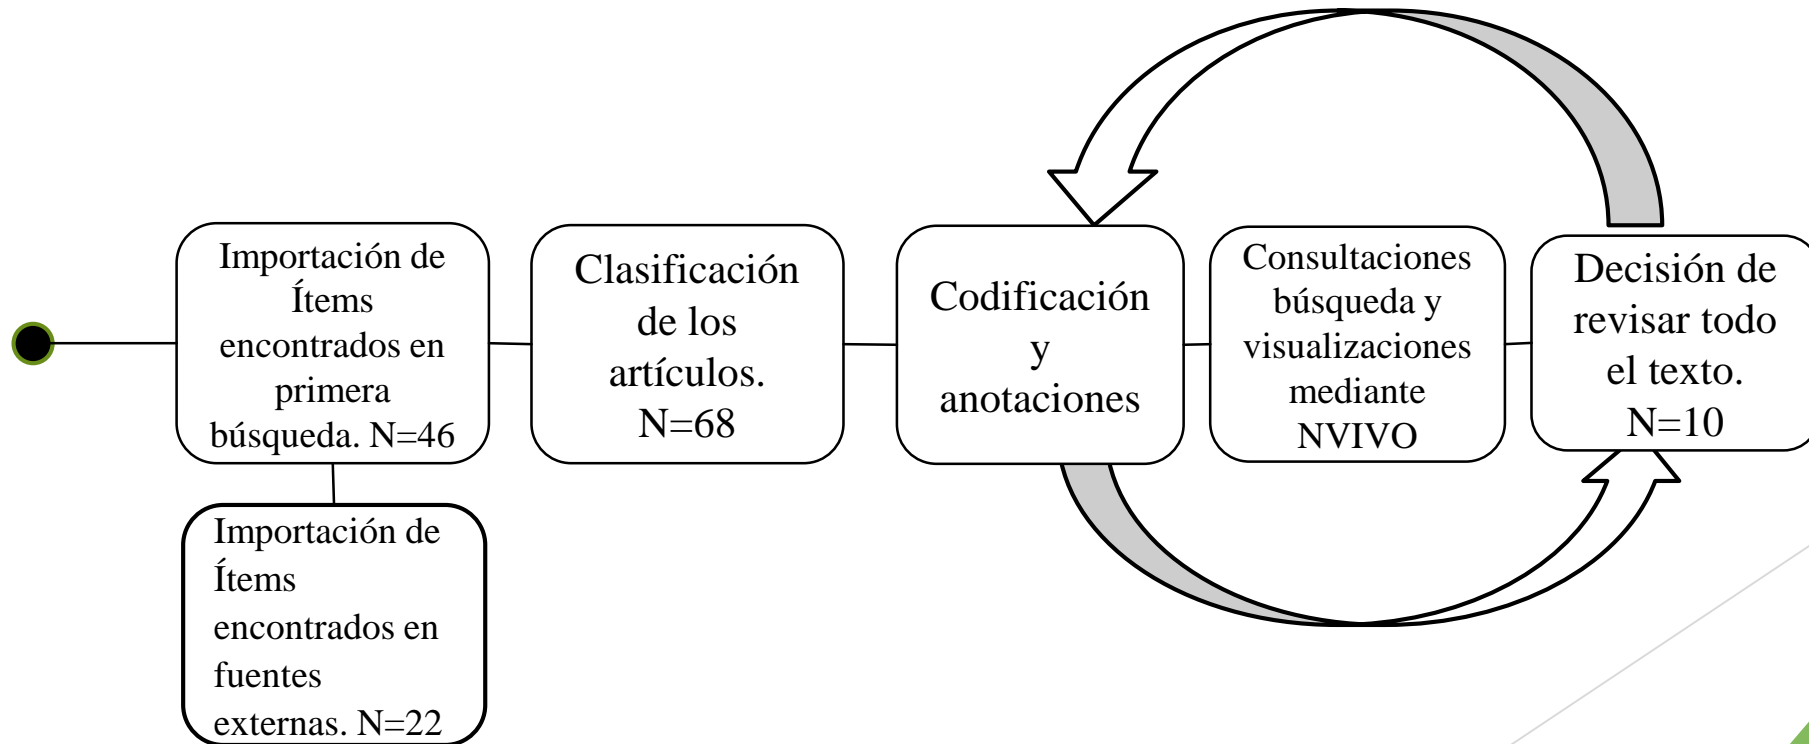 Importación de
Ítems
encontrados en
primera
búsqueda. N=46
Importación de
Ítems
encontrados en
fuentes
externas. N=22
Clasificación
de los
artículos.
N=68
Codificación
y
anotaciones
Consultaciones
búsqueda y
visualizaciones
mediante
NVIVO
Decisión de
revisar todo
el texto.
N=10